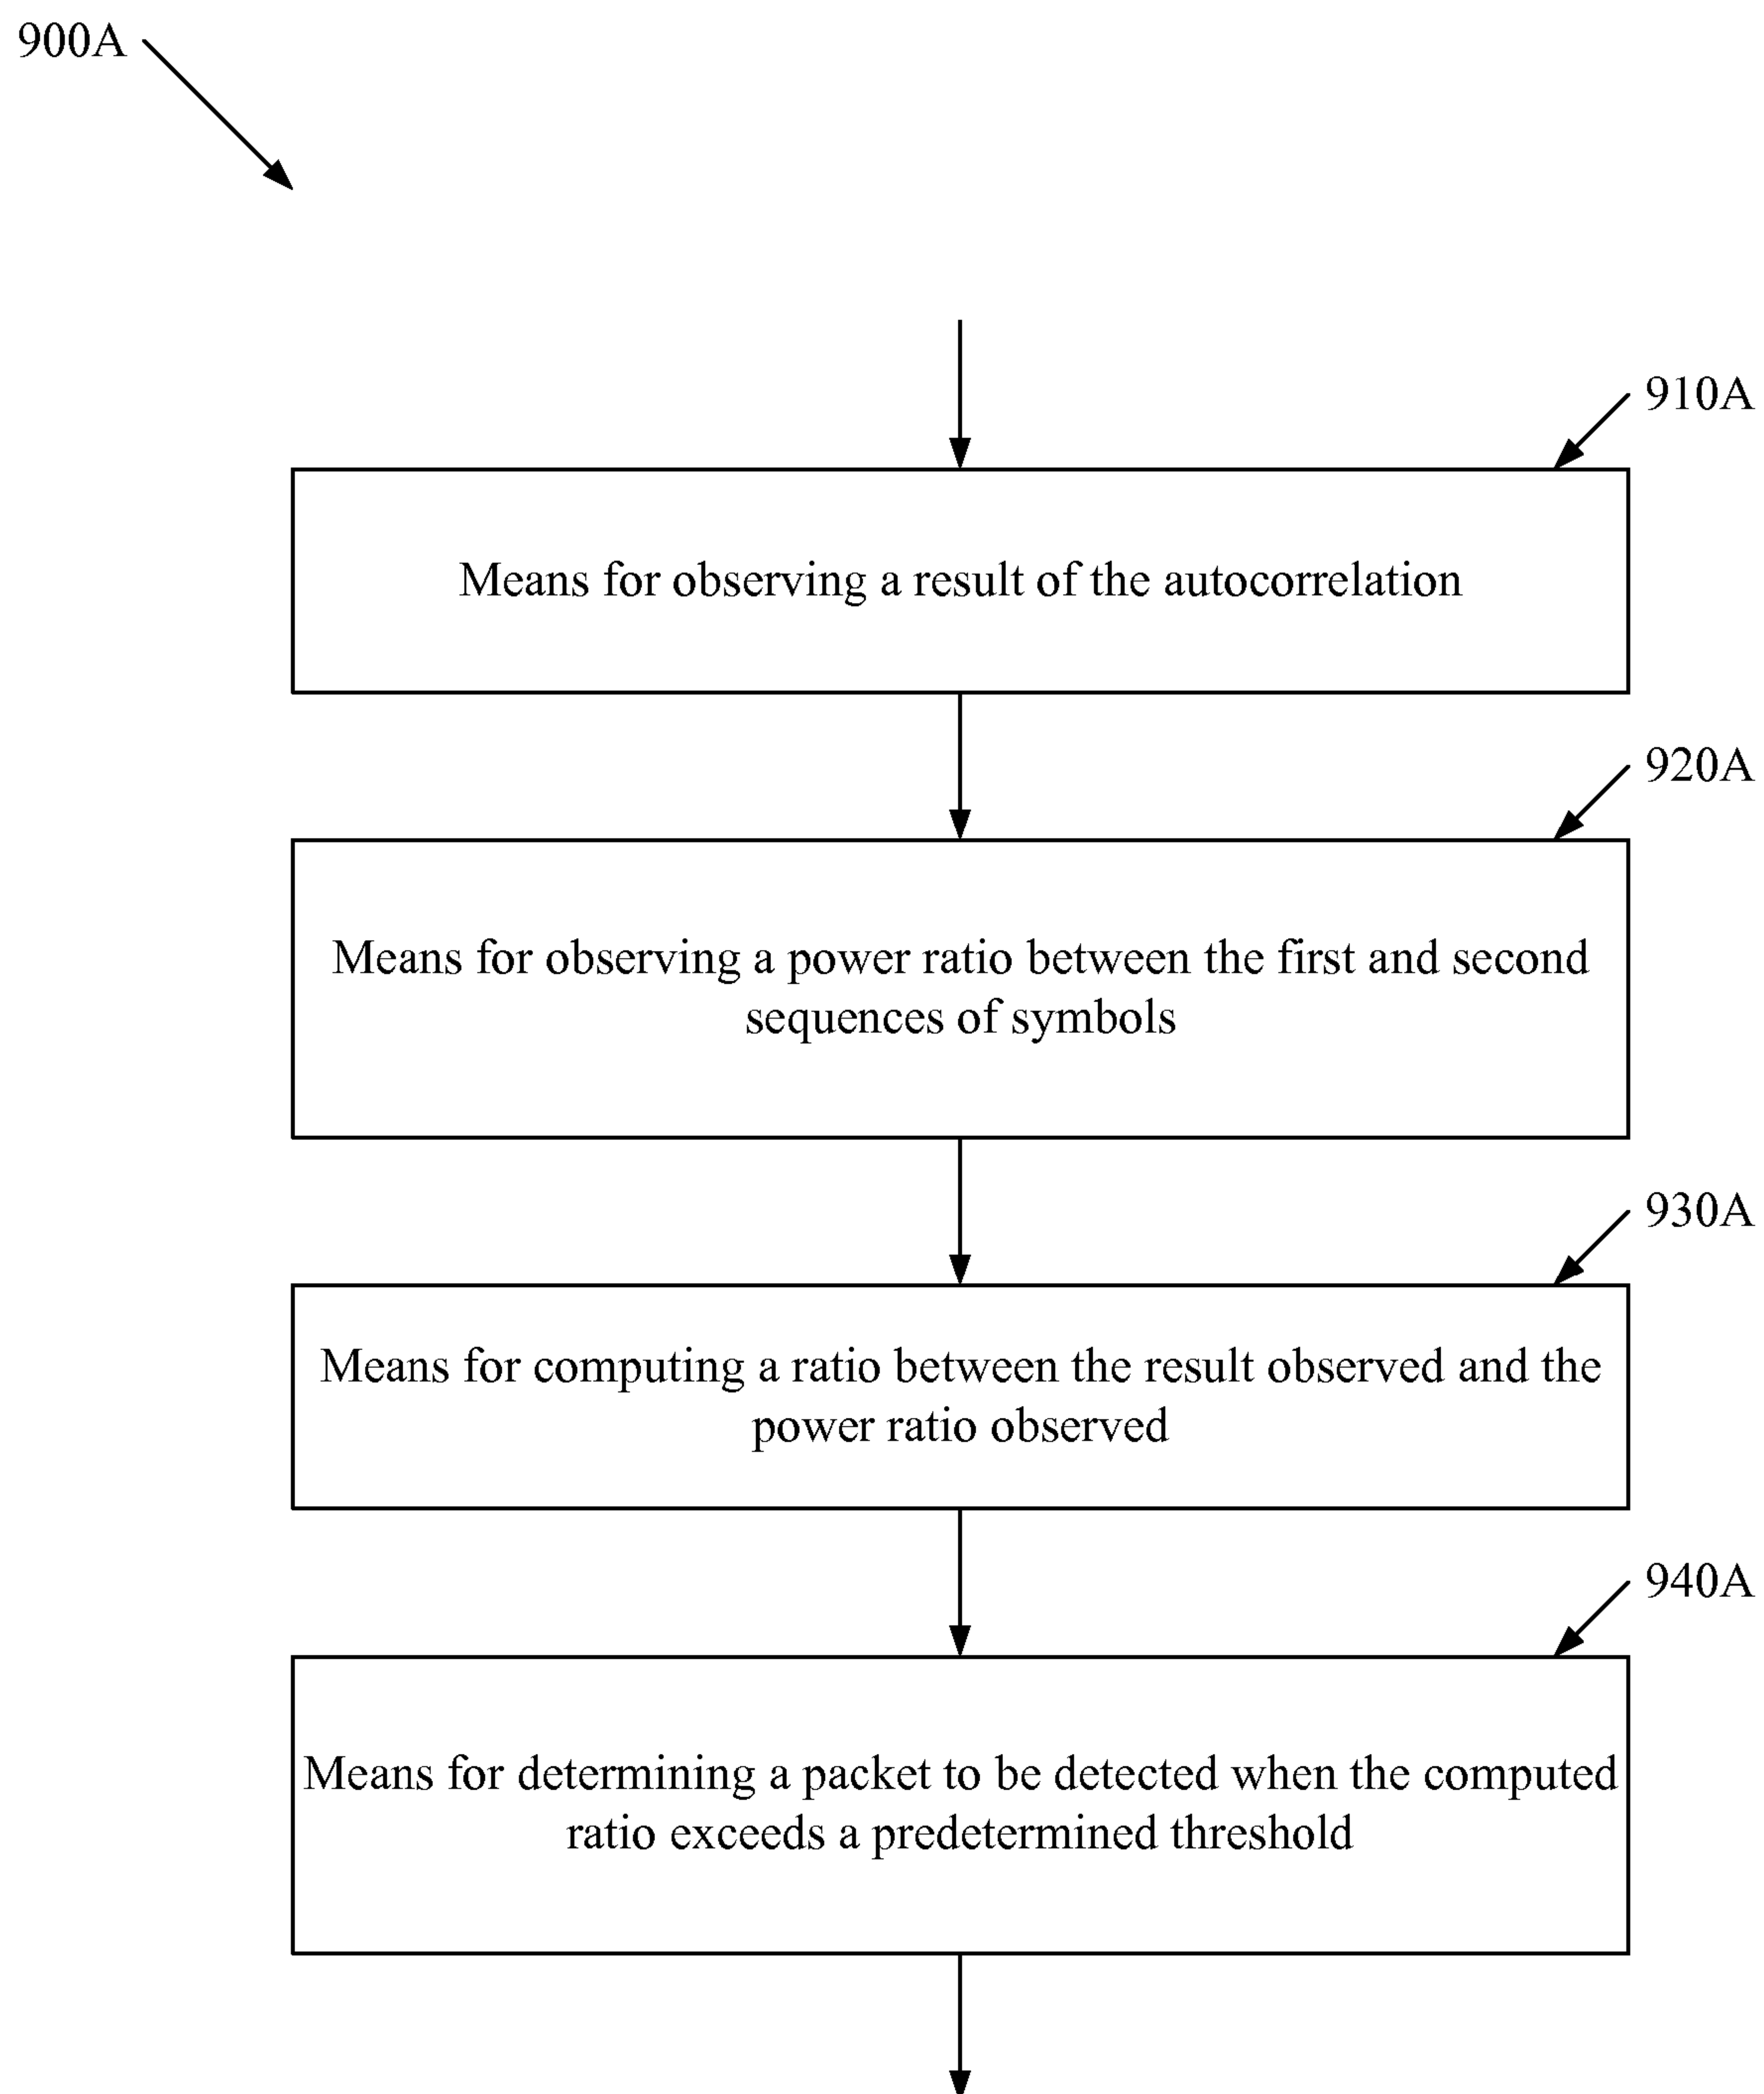 900A
910A
Means for observing a result of the autocorrelation
920A
Means for observing a power ratio between the first and second
sequences of symbols
930A
Means for computing a ratio between the result observed and the
power ratio observed
940A
Means for determining a packet to be detected when the computed
ratio exceeds a predetermined threshold